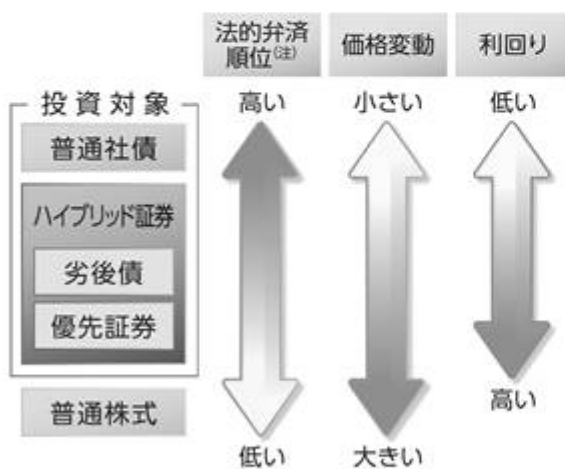 法的弁済
順位(注)
価格変動
利回り
投資対象
高い
小さい
低い
普通社債
ハイブリッド証券
劣後債
優先証券
普通株式
高い
低い
大きい